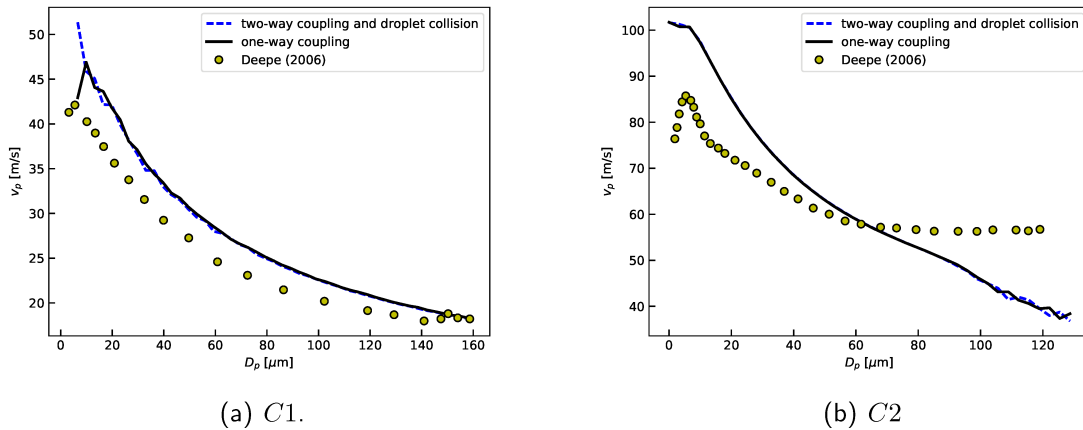 two-way coupling and droplet collision
one-way coupling
Deepe (2006)
50
45
40
35
30
25
20
v_p [m/s]
0 20 40 60 80 100 120 140 160
D_p [μm]
(a) C1.
two-way coupling and droplet collision
one-way coupling
Deepe (2006)
100
90
80
70
60
50
40
v_p [m/s]
0 20 40 60 80 100 120
D_p [μm]
(b) C2